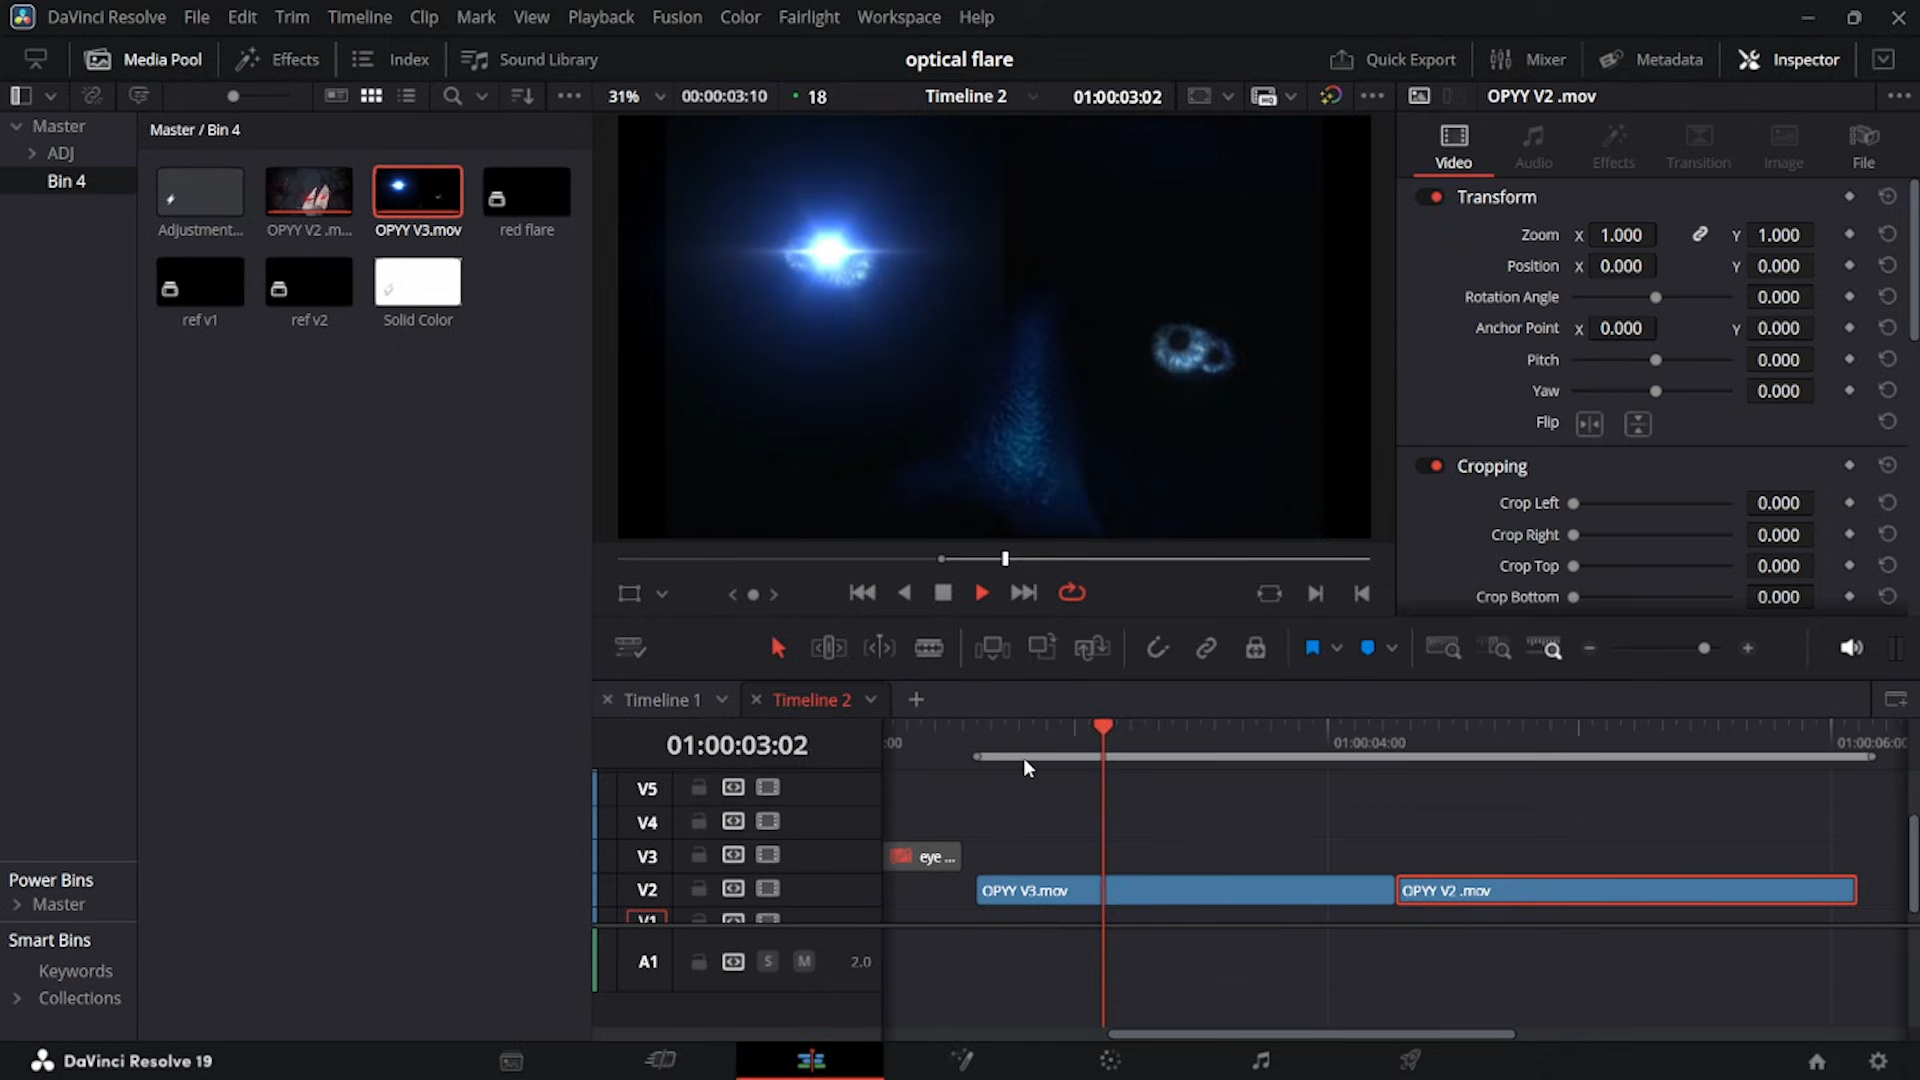 DaVinci Resolve File Edit Trim Timeline Clip Mark View Playback Fusion Color Fairlight Workspace Help
Media Pool Effects Index Sound Library optical flare Quick Export Mixer Metadata Inspector
31% 00:00:03:10 18 Timeline 2 01:00:03:02 HQ OPYY V2 .mov
Master
ADJ
Bin 4
Master / Bin 4
Adjustment... OPYY V2 .m... OPYY V3.mov red flare
ref v1 ref v2 Solid Color
Video Audio Effects Transition Image File
Transform
Zoom X 1.000 Y 1.000
Position X 0.000 Y 0.000
Rotation Angle 0.000
Anchor Point X 0.000 Y 0.000
Pitch 0.000
Yaw 0.000
Flip
Cropping
Crop Left 0.000
Crop Right 0.000
Crop Top 0.000
Crop Bottom 0.000
Timeline 1 Timeline 2
01:00:03:02
:00 01:00:04:00 01:00:06:00
V5
V4
V3 eye ...
V2 OPYY V3.mov OPYY V2 .mov
V1
A1 S M 2.0
Power Bins
Master
Smart Bins
Keywords
Collections
DaVinci Resolve 19